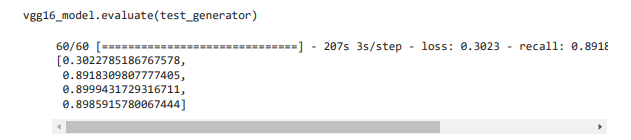 vgg16_model.evaluate(test_generator)
60/60 [==============================] - 207s 3s/step - loss: 0.3023 - recall: 0.8918
[0.3022785186767578,
0.8918309807777405,
0.8999431729316711,
0.8985915780067444]